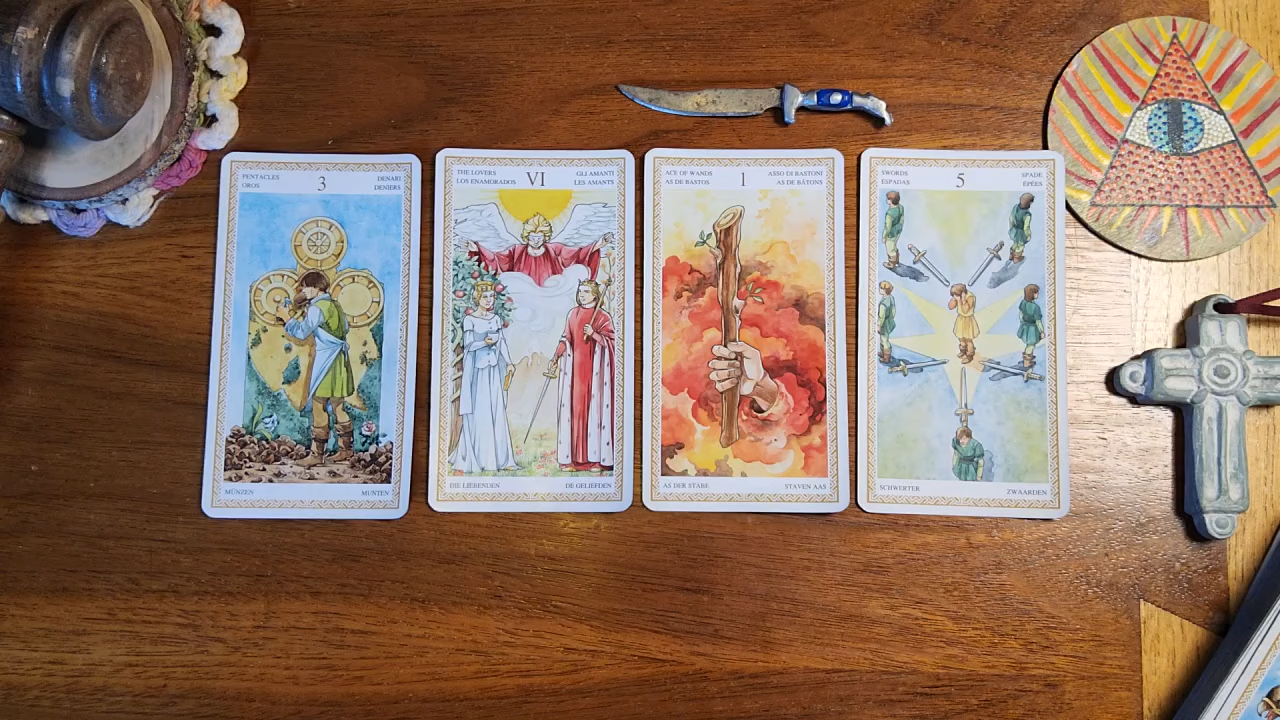 PENTACLES
OROS
3
DENARI
DENIERS
MÜNZEN
MUNTEN
THE LOVERS
LOS ENAMORADOS
VI
GLI AMANTI
LES AMANTS
DIE LIEBENDEN
DE GELIEFDEN
ACE OF WANDS
AS DE BASTOS
1
ASSO DI BASTONI
AS DE BÂTONS
AS DER STÄBE
STAVEN AAS
SWORDS
ESPADAS
5
SPADE
ÉPÉES
SCHWERTER
ZWAARDEN